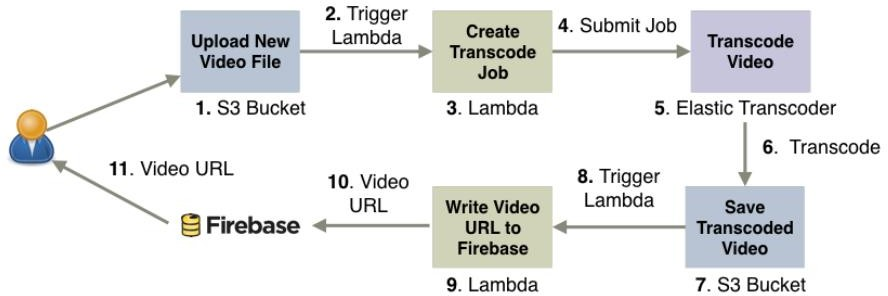 Upload New
Video File
1. S3 Bucket
2. Trigger
Lambda
Create
Transcode
Job
3. Lambda
4. Submit Job
Transcode
Video
5. Elastic Transcoder
6. Transcode
Save
Transcoded
Video
7. S3 Bucket
8. Trigger
Lambda
Write Video
URL to
Firebase
9. Lambda
10. Video
URL
Firebase
11. Video URL